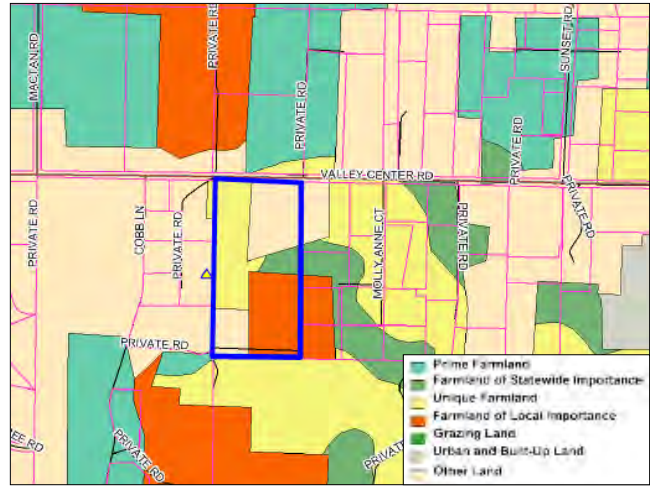 MACTAN RD
PRIVATE RD
PRIVATE RD
SUNSET RD
PRIVATE RD
VALLEY CENTER RD
PRIVATE RD
COBB LN
PRIVATE RD
MOLLY ANNE CT
PRIVATE RD
PRIVATE RD
PRIVATE RD
PRIVATE RD
PRIVATE
EE RD
Prime Farmland
Farmland of Statewide Importance
Unique Farmland
Farmland of Local Importance
Grazing Land
Urban and Built-Up Land
Other Land